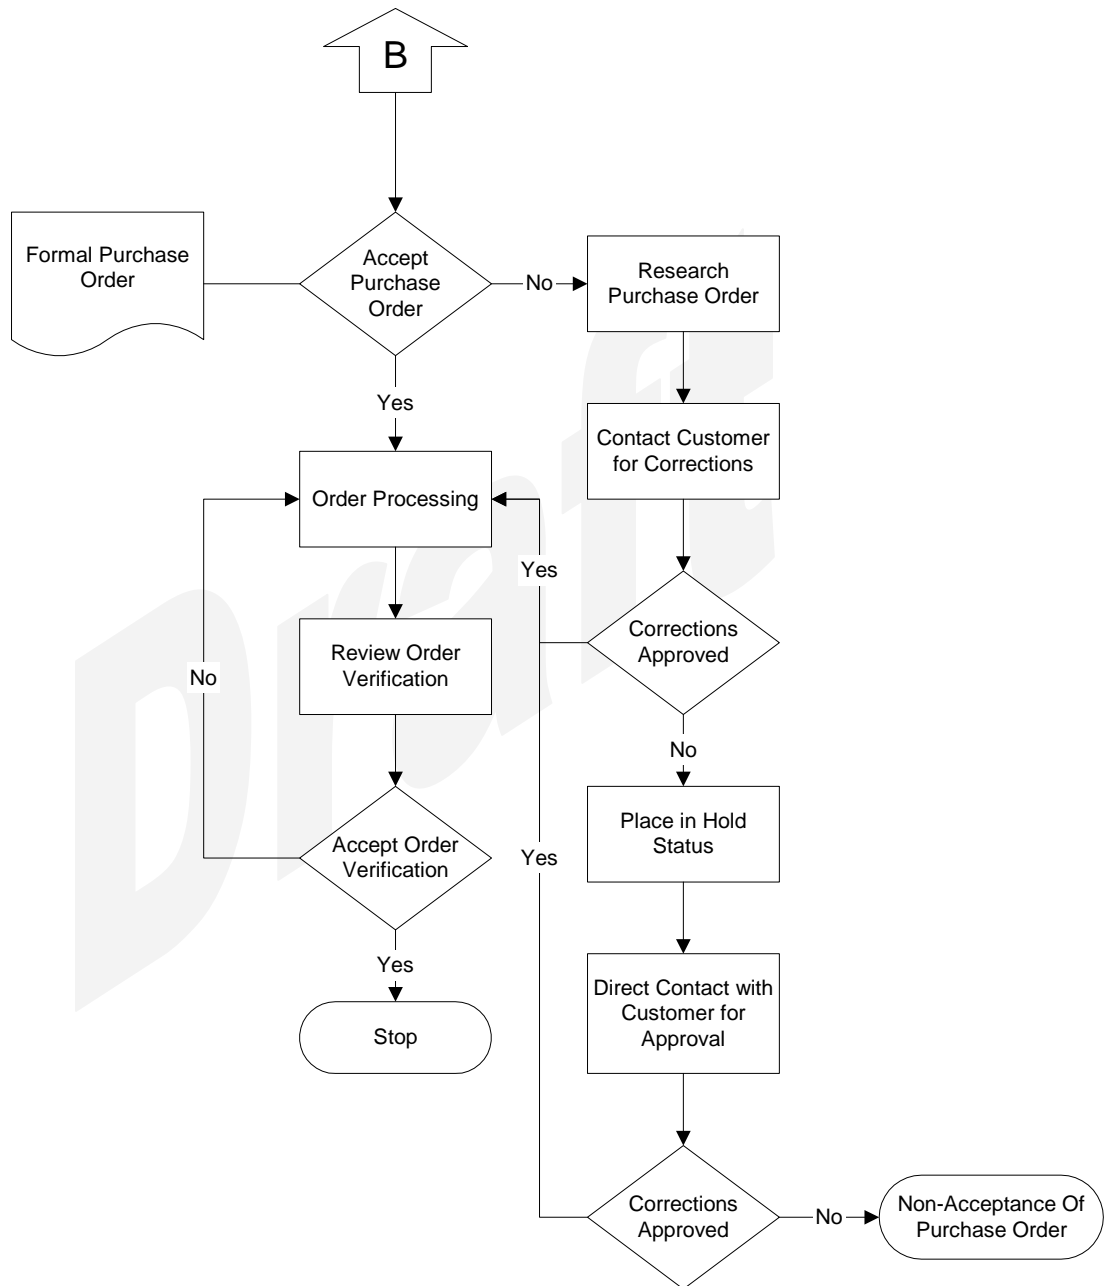 B
Formal Purchase
Order
Accept
Purchase
Order
No
Research
Purchase Order
Yes
Contact Customer
for Corrections
Order Processing
Yes
Corrections
Approved
Review Order
Verification
No
No
Place in Hold
Status
Accept Order
Verification
Yes
Yes
Direct Contact with
Customer for
Approval
Stop
Corrections
Approved
No
Non-Acceptance Of
Purchase Order
Draft